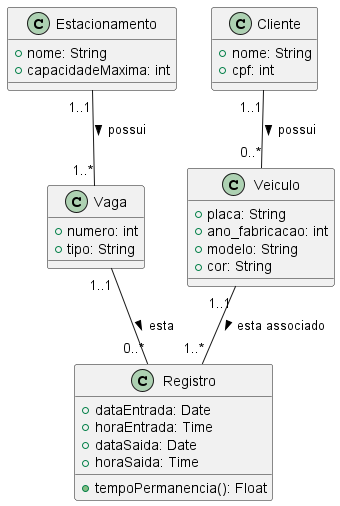 C Estacionamento
nome: String
capacidadeMaxima: int
C Cliente
nome: String
cpf: int
1..1
possui
1..*
1..1
possui
0..*
C Vaga
numero: int
tipo: String
C Veiculo
placa: String
ano_fabricacao: int
modelo: String
cor: String
1..1
esta
0..*
1..1
esta associado
1..*
C Registro
dataEntrada: Date
horaEntrada: Time
dataSaida: Date
horaSaida: Time
tempoPermanencia(): Float